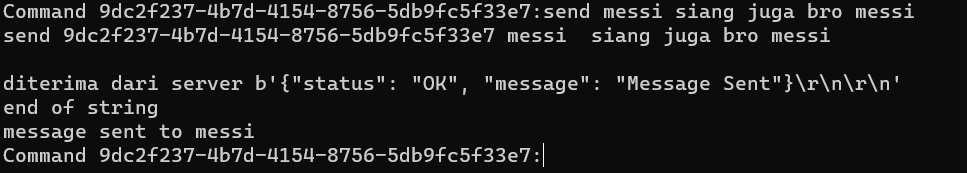 Command 9dc2f237-4b7d-4154-8756-5db9fc5f33e7:send messi siang juga bro messi
send 9dc2f237-4b7d-4154-8756-5db9fc5f33e7 messi  siang juga bro messi
diterima dari server b'{"status": "OK", "message": "Message Sent"}\r\n\r\n'
end of string
message sent to messi
Command 9dc2f237-4b7d-4154-8756-5db9fc5f33e7: